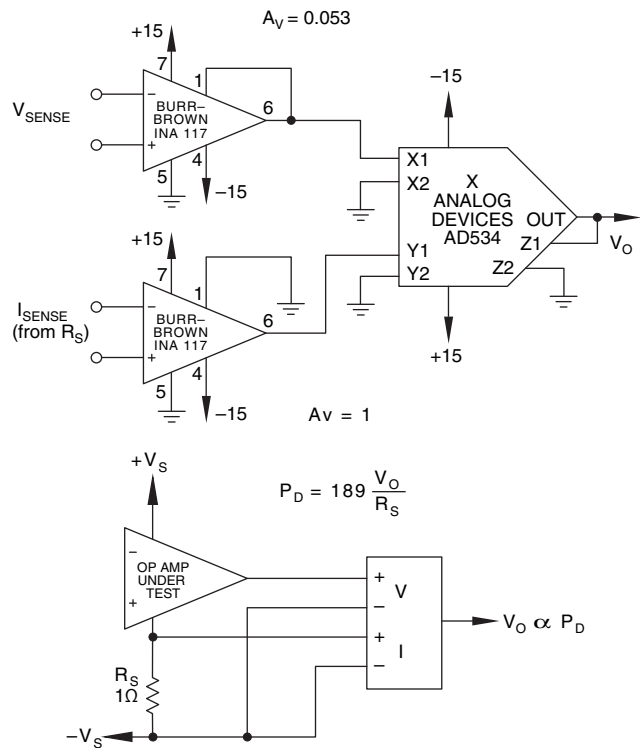 A_V = 0.053
+15
7
1
6
V_SENSE
−
+
BURR–
BROWN
INA 117
4
5
−15
−15
X1
X2
X
ANALOG
DEVICES
AD534
OUT
Z1
V_O
Y1
Y2
Z2
+15
+15
7
1
6
I_SENSE
(from R_S)
−
+
BURR–
BROWN
INA 117
4
5
−15
Av = 1
+V_S
P_D = 189 V_O / R_S
−
+
OP AMP
UNDER
TEST
+
V
−
+
I
−
V_O α P_D
R_S
1Ω
−V_S